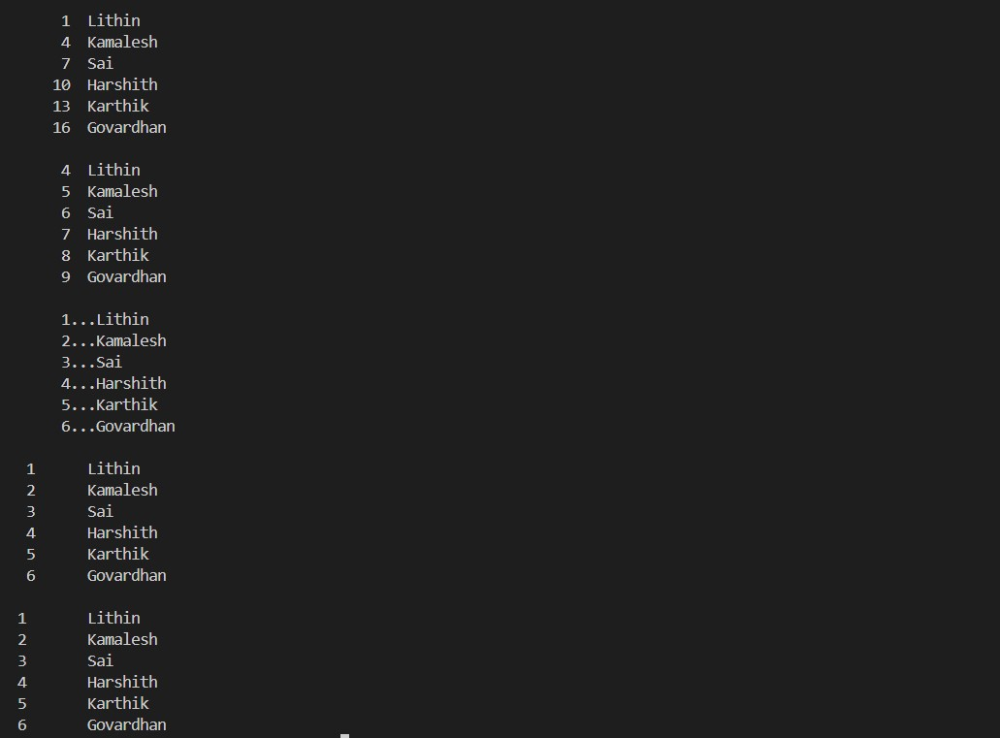 1  Lithin
4  Kamalesh
7  Sai
10  Harshith
13  Karthik
16  Govardhan
4  Lithin
5  Kamalesh
6  Sai
7  Harshith
8  Karthik
9  Govardhan
1...Lithin
2...Kamalesh
3...Sai
4...Harshith
5...Karthik
6...Govardhan
1      Lithin
2      Kamalesh
3      Sai
4      Harshith
5      Karthik
6      Govardhan
1       Lithin
2       Kamalesh
3       Sai
4       Harshith
5       Karthik
6       Govardhan